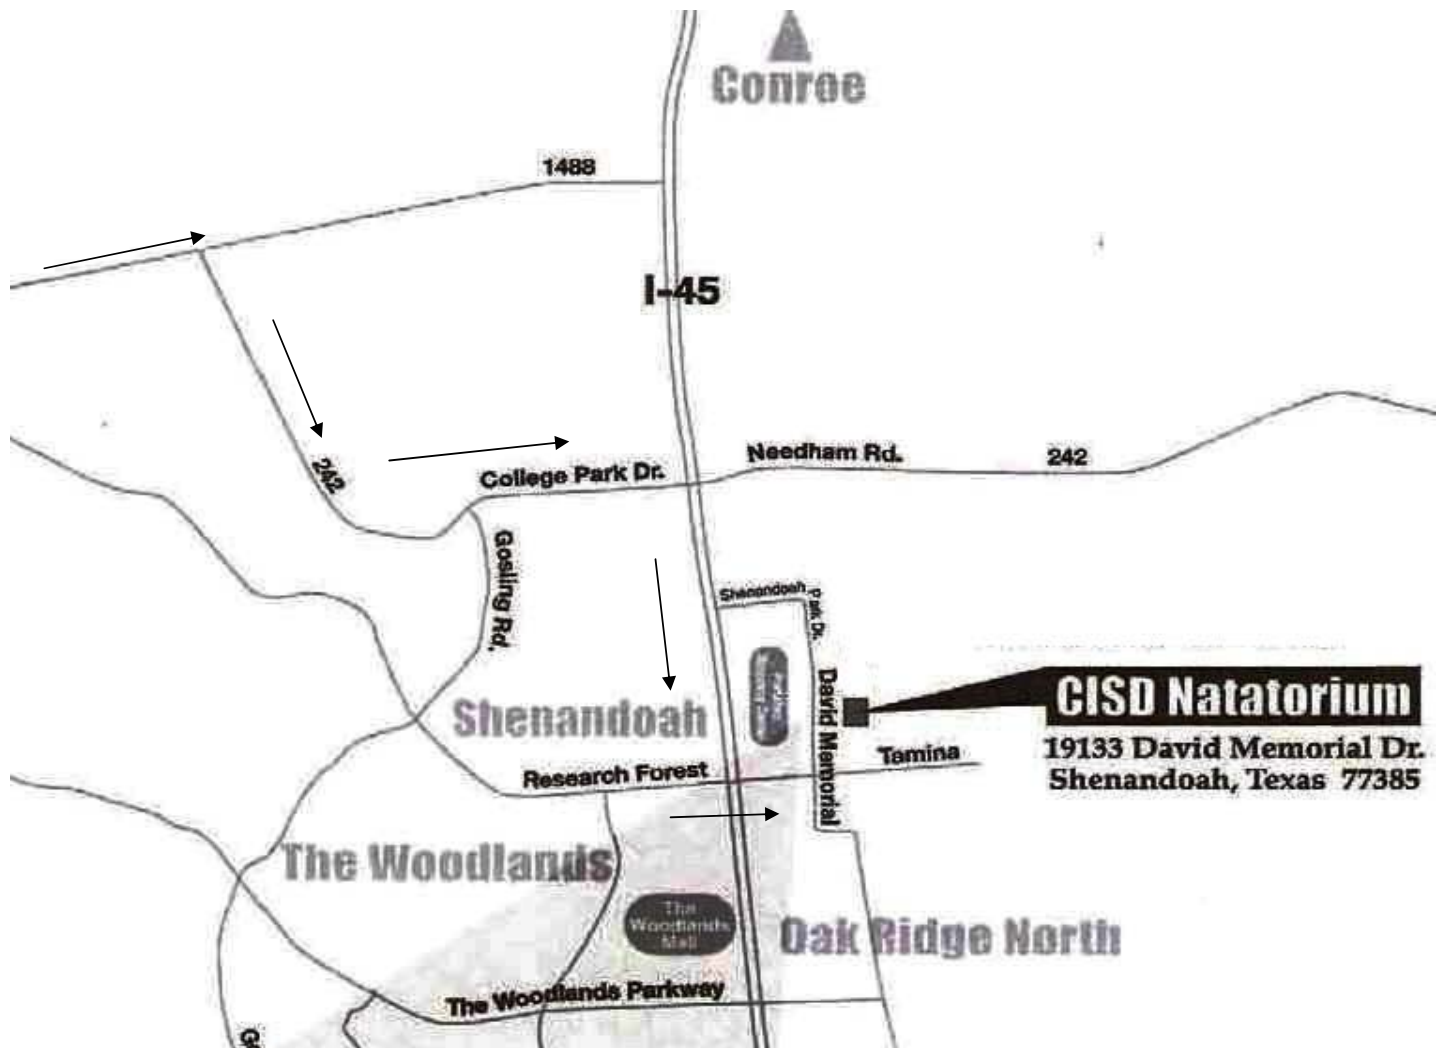 Conroe
1488
I-45
242
College Park Dr.
Needham Rd.
242
Gosling Rd.
Shenandoah
Park Dr.
David Memorial
CISD Natatorium
19133 David Memorial Dr.
Shenandoah, Texas 77385
Shenandoah
Research Forest
Tamina
The Woodlands
The
Woodlands
Mall
Oak Ridge North
The Woodlands Parkway